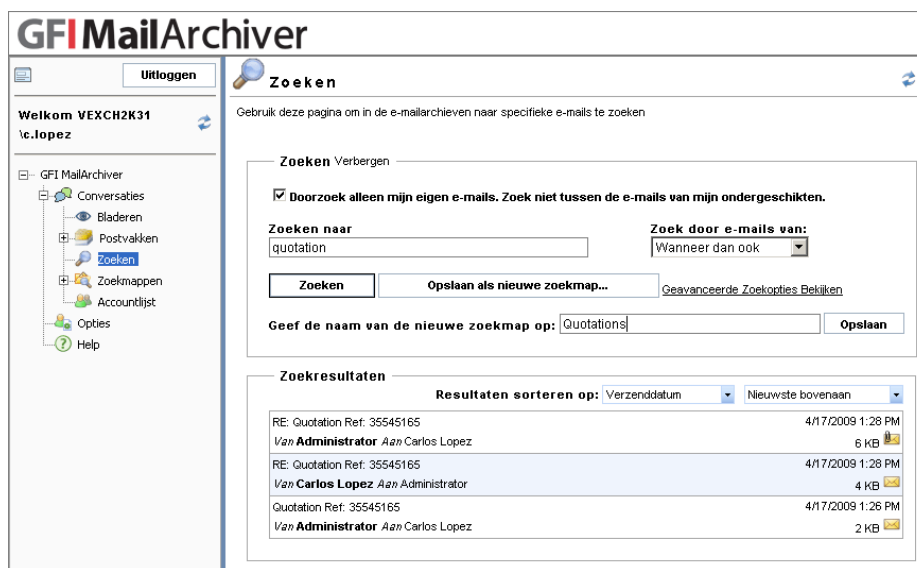 GFI MailArchiver
Uitloggen
Welkom VEXCH2K31
\c.lopez
GFI MailArchiver
Conversaties
Bladeren
Postvakken
Zoeken
Zoekmappen
Accountlijst
Opties
Help
Zoeken
Gebruik deze pagina om in de e-mailarchieven naar specifieke e-mails te zoeken
Zoeken Verbergen
Doorzoek alleen mijn eigen e-mails. Zoek niet tussen de e-mails van mijn ondergeschikten.
Zoeken naar Zoek door e-mails van:
quotation Wanneer dan ook
Zoeken Opslaan als nieuwe zoekmap... Geavanceerde Zoekopties Bekijken
Geef de naam van de nieuwe zoekmap op: Quotations Opslaan
Zoekresultaten
Resultaten sorteren op: Verzenddatum Nieuwste bovenaan
RE: Quotation Ref: 35545165 4/17/2009 1:28 PM
Van Administrator Aan Carlos Lopez 6 KB
RE: Quotation Ref: 35545165 4/17/2009 1:28 PM
Van Carlos Lopez Aan Administrator 4 KB
Quotation Ref: 35545165 4/17/2009 1:26 PM
Van Administrator Aan Carlos Lopez 2 KB